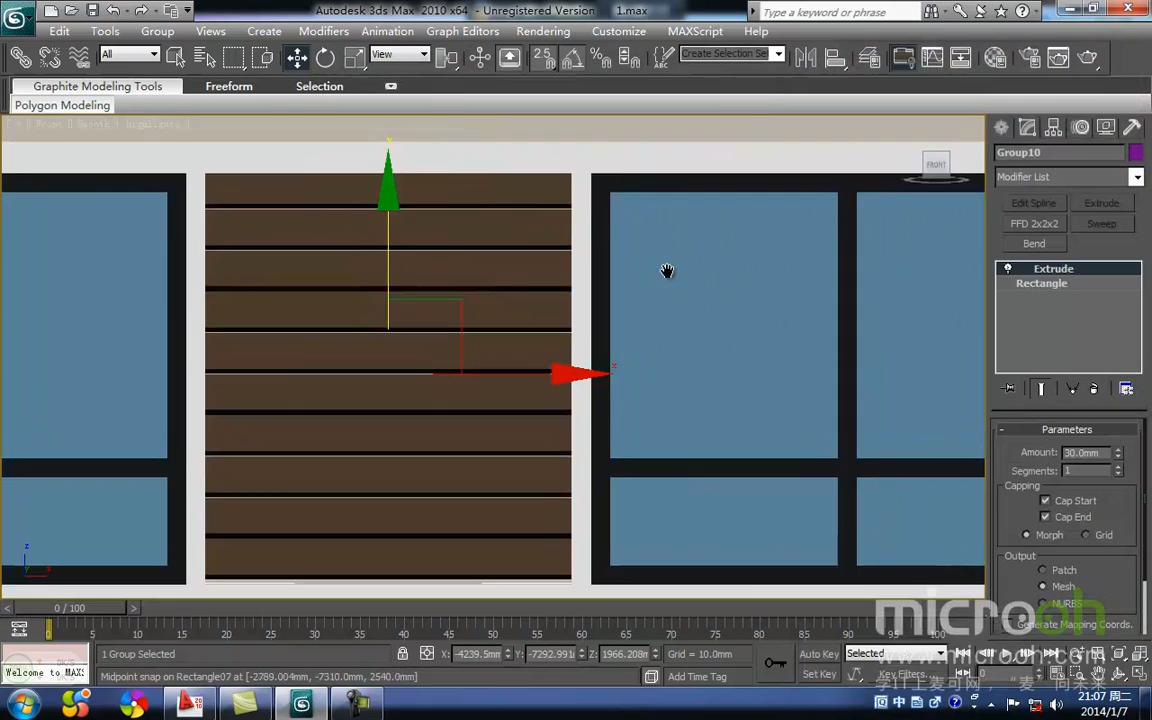 Autodesk 3ds Max 2010 x64 - Unregistered Version 1.max
Type a keyword or phrase
Edit Tools Group Views Create Modifiers Animation Graph Editors Rendering Customize MAXScript Help
All
View
2.5
Create Selection Se
Graphite Modeling Tools Freeform Selection
Polygon Modeling
FRONT
y
x
z
x
Group10
Modifier List
Edit Spline Extrude
FFD 2x2x2 Sweep
Bend
Extrude
Rectangle
Parameters
Amount: 30.0mm
Segments: 1
Capping
Cap Start
Cap End
Morph Grid
Output
Patch
Mesh
NURBS
Generate Mapping Coords.
microoh
www.microoh.com
0 / 100
0 5 10 15 20 25 30 35 40 45 50 55 60 65 70 75 80 85 90 95 100
1 Group Selected
X: -4239.5mm Y: -7292.991 Z: 1966.208m
Grid = 10.0mm
Auto Key Selected
Welcome to MAX:
Midpoint snap on Rectangle07 at [-2789.004mm, -7310.0mm, 2540.0mm]
Add Time Tag
Set Key Key Filters...
中
21:07 周二
2014/1/7